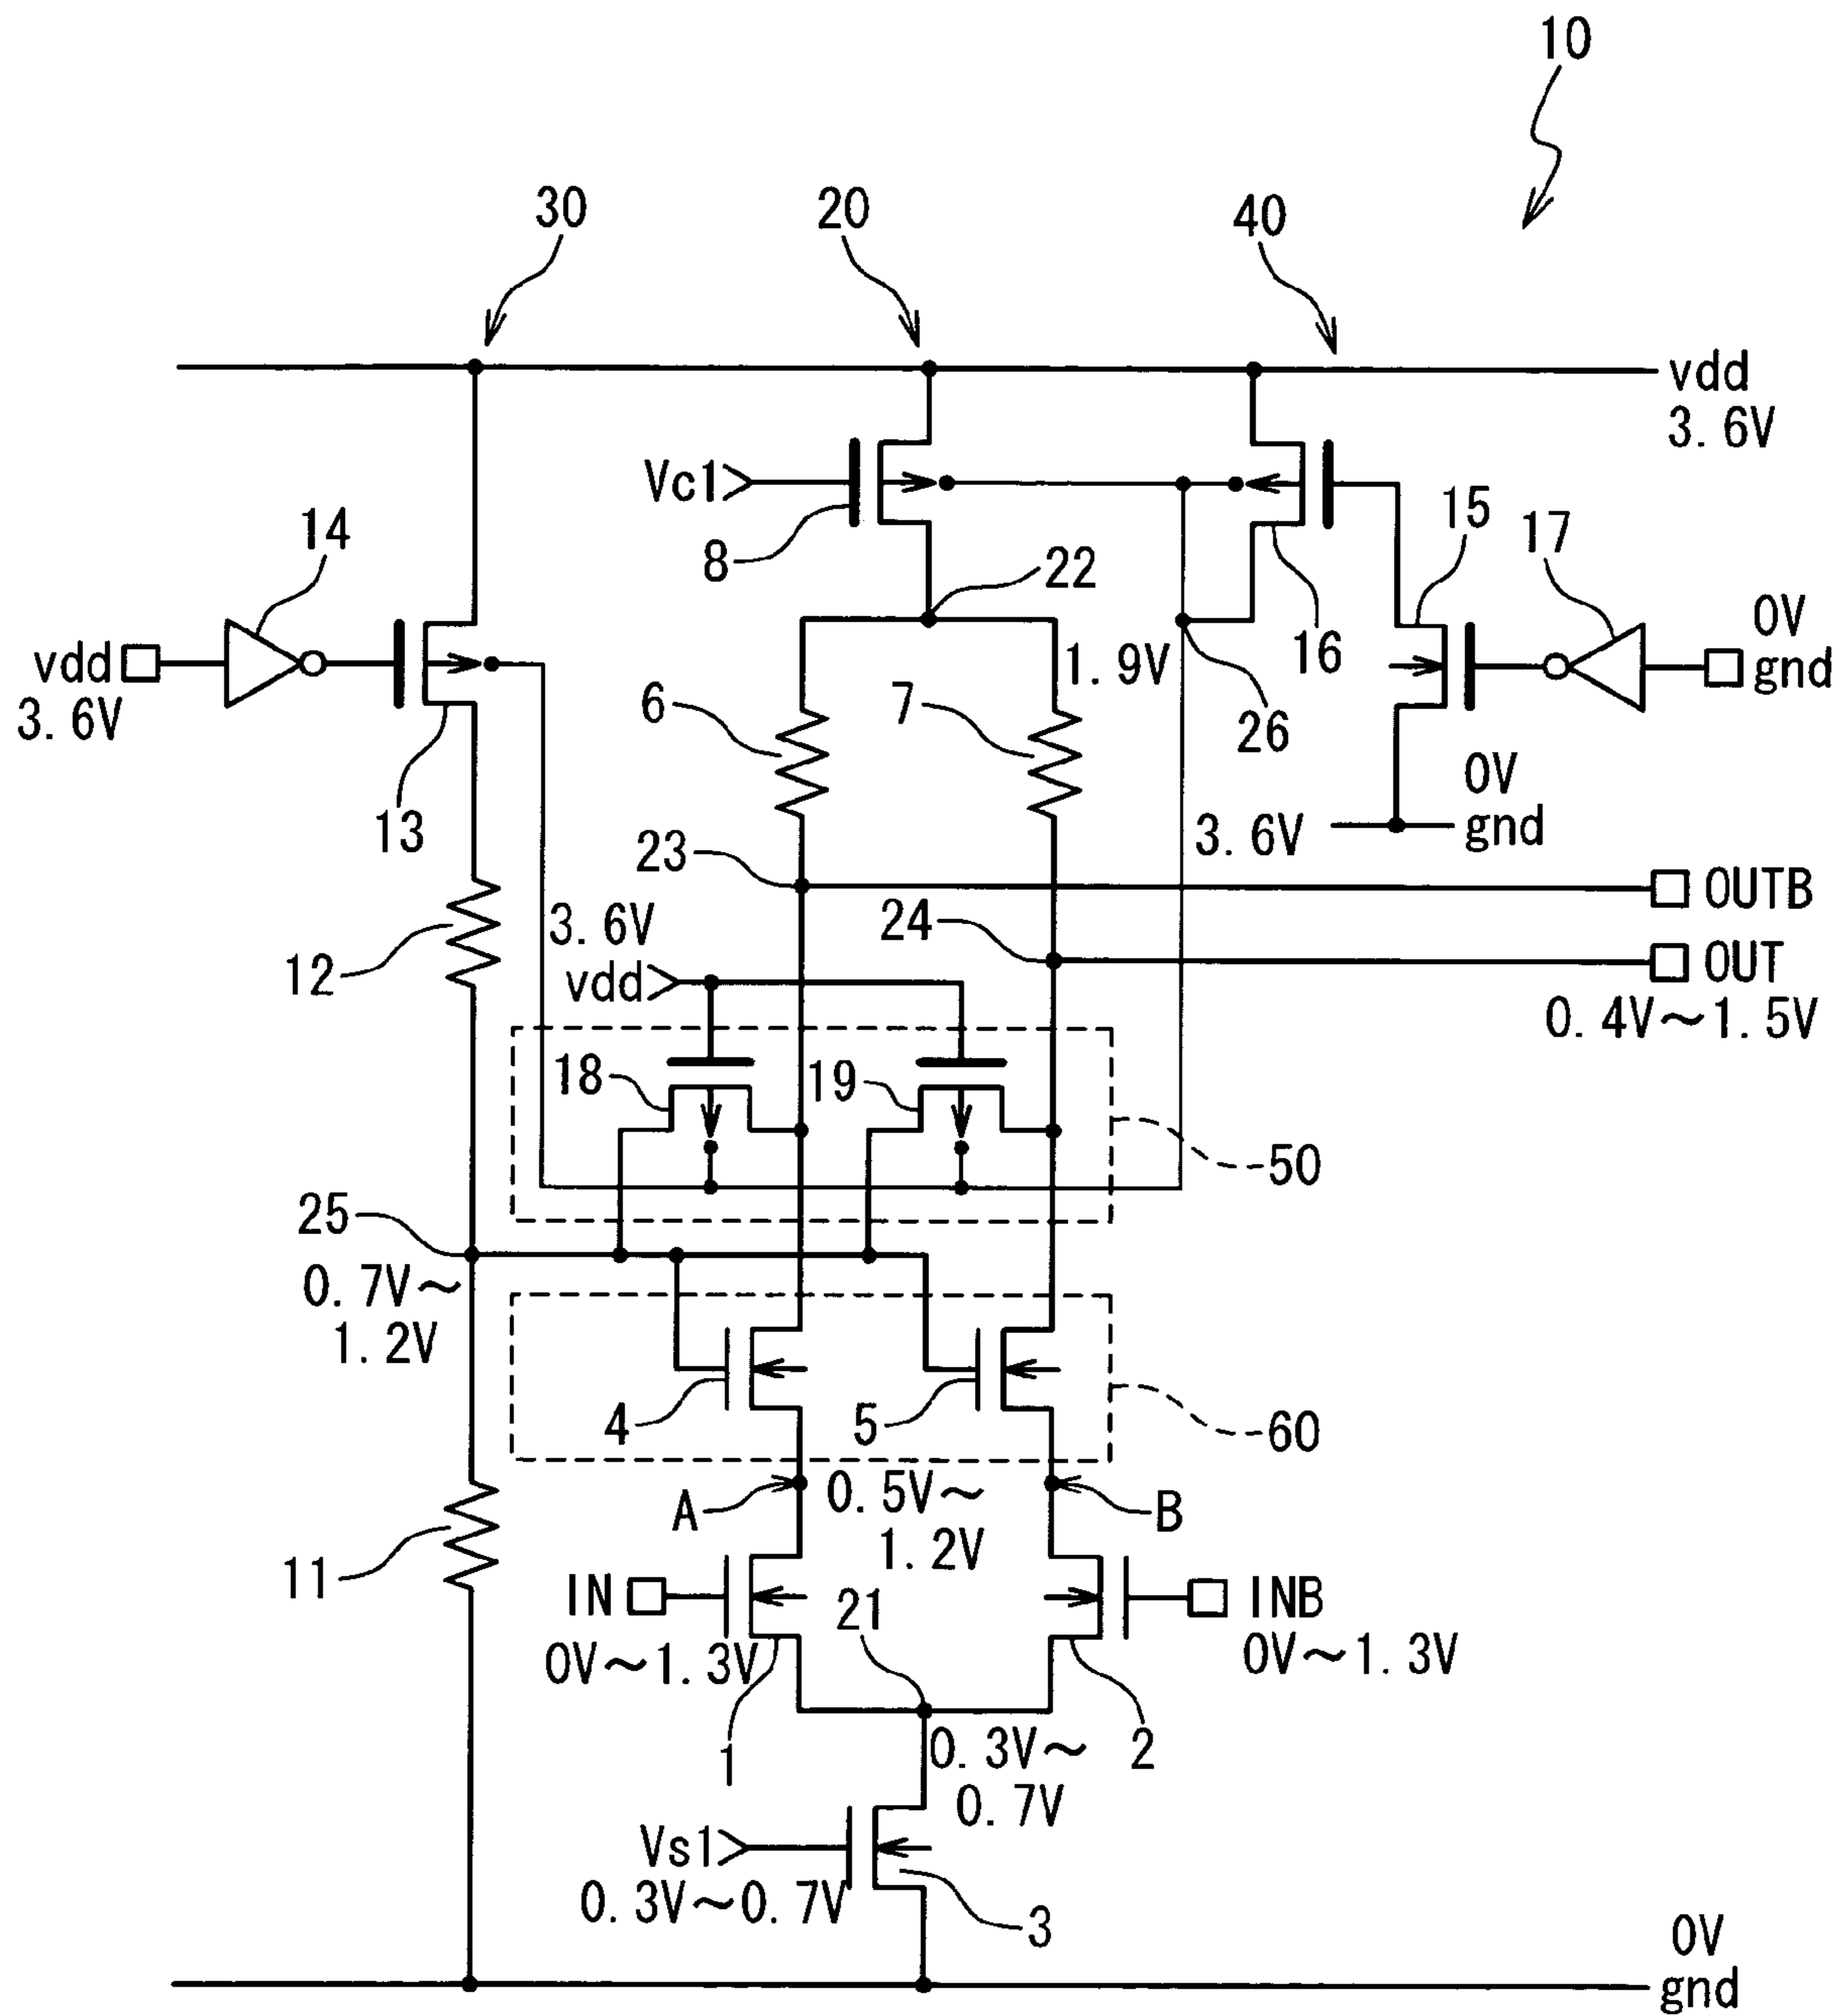 10
30
20
40
vdd
3.6V
Vc1
8
14
22
15
17
0V
gnd
vdd
3.6V
6
7
1.9V
26
16
13
0V
gnd
3.6V
23
OUTB
24
OUT
0.4V～1.5V
12
3.6V
vdd
18
19
50
25
0.7V～
1.2V
4
5
60
A
0.5V～
1.2V
B
11
IN
0V～1.3V
21
INB
0V～1.3V
1
0.3V～
0.7V
2
Vs1
0.3V～0.7V
3
0V
gnd